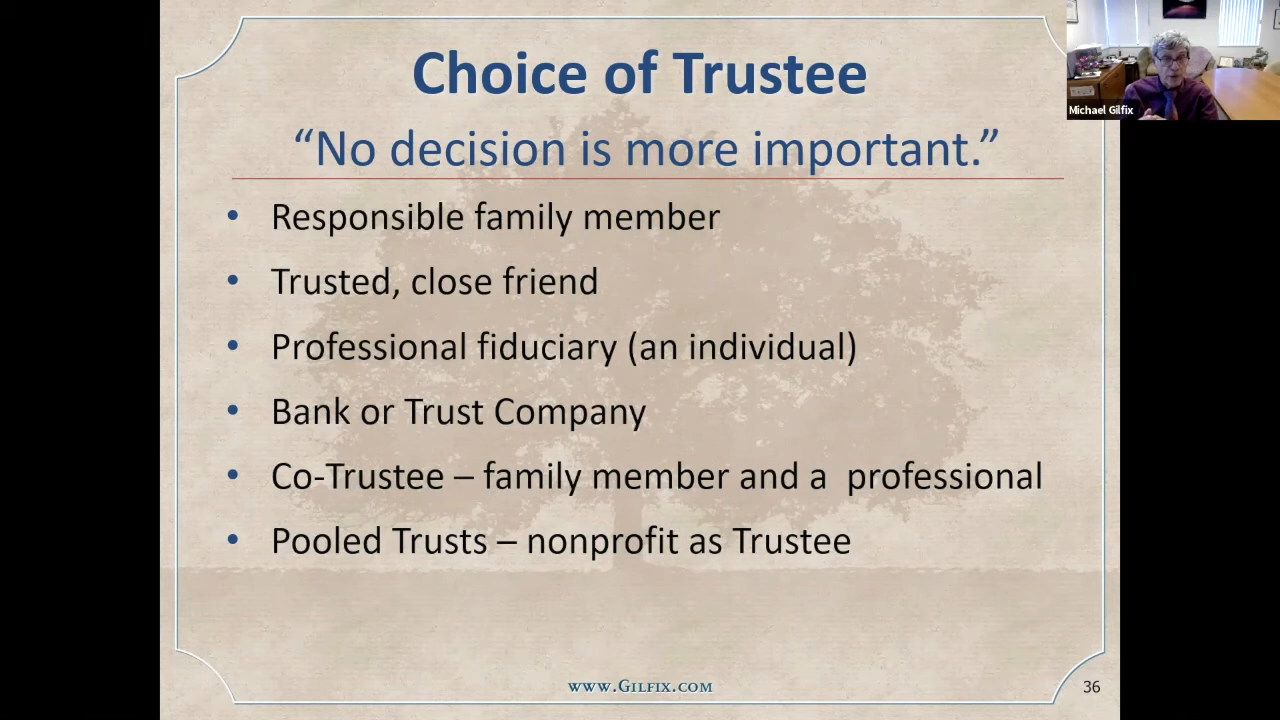 Choice of Trustee
“No decision is more important.”
• Responsible family member
• Trusted, close friend
• Professional fiduciary (an individual)
• Bank or Trust Company
• Co-Trustee – family member and a  professional
• Pooled Trusts – nonprofit as Trustee
www.Gilfix.com
36
Michael Gilfix